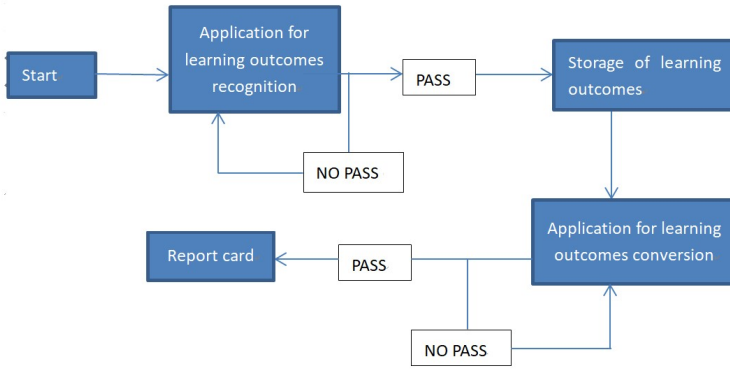 Start
Application for
learning outcomes
recognition
PASS
Storage of learning
outcomes
NO PASS
Application for learning
outcomes conversion
PASS
Report card
NO PASS